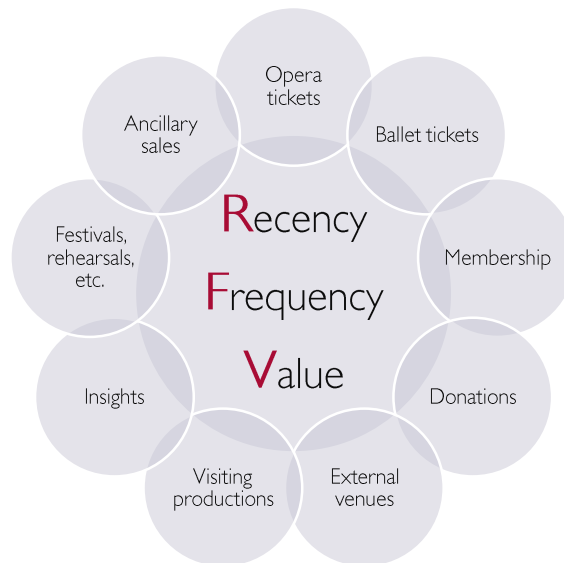 Opera
tickets
Ballet tickets
Membership
Donations
External
venues
Visiting
productions
Insights
Festivals,
rehearsals,
etc.
Ancillary
sales
Recency
Frequency
Value